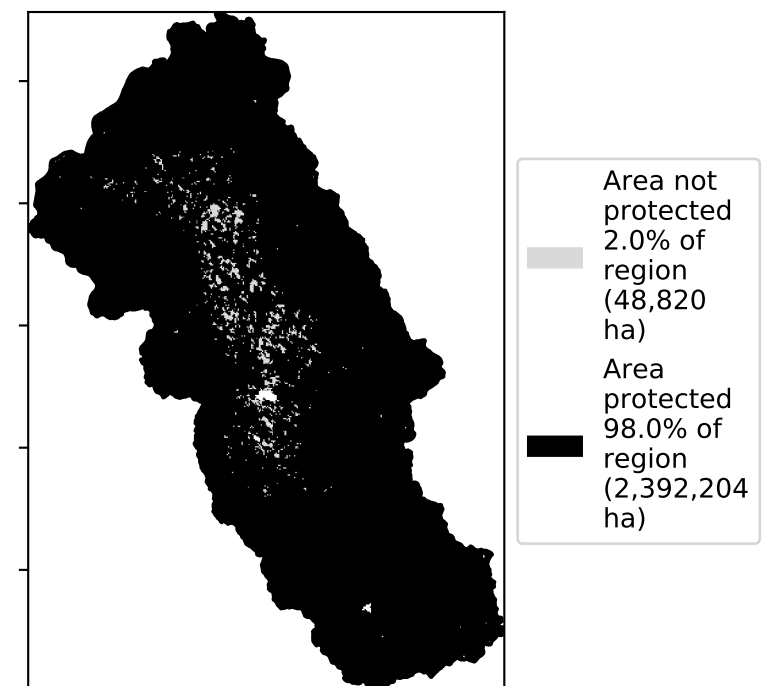 Area not
protected
2.0% of
region
(48,820
ha)
Area
protected
98.0% of
region
(2,392,204
ha)